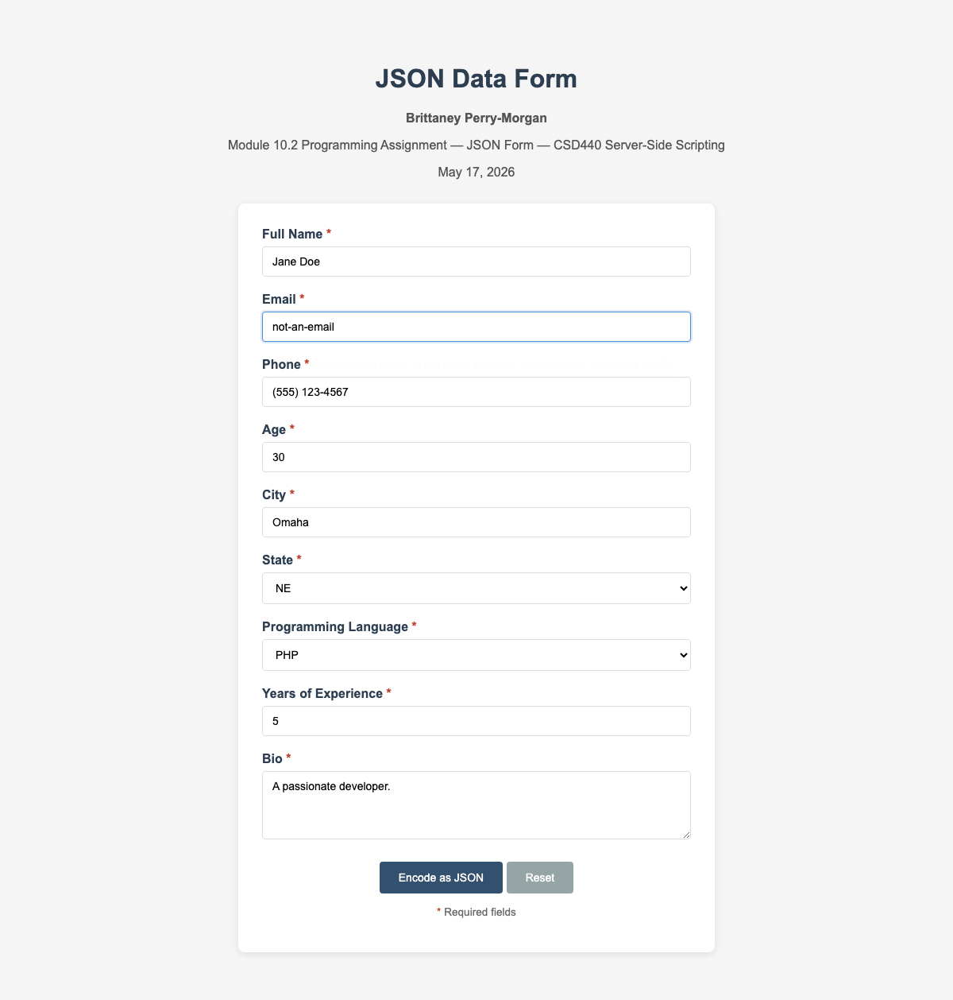 JSON Data Form
Brittaney Perry-Morgan
Module 10.2 Programming Assignment — JSON Form — CSD440 Server-Side Scripting
May 17, 2026
Full Name *
Jane Doe
Email *
not-an-email
Phone *
(555) 123-4567
Age *
30
City *
Omaha
State *
NE
Programming Language *
PHP
Years of Experience *
5
Bio *
A passionate developer.
Encode as JSON Reset
* Required fields